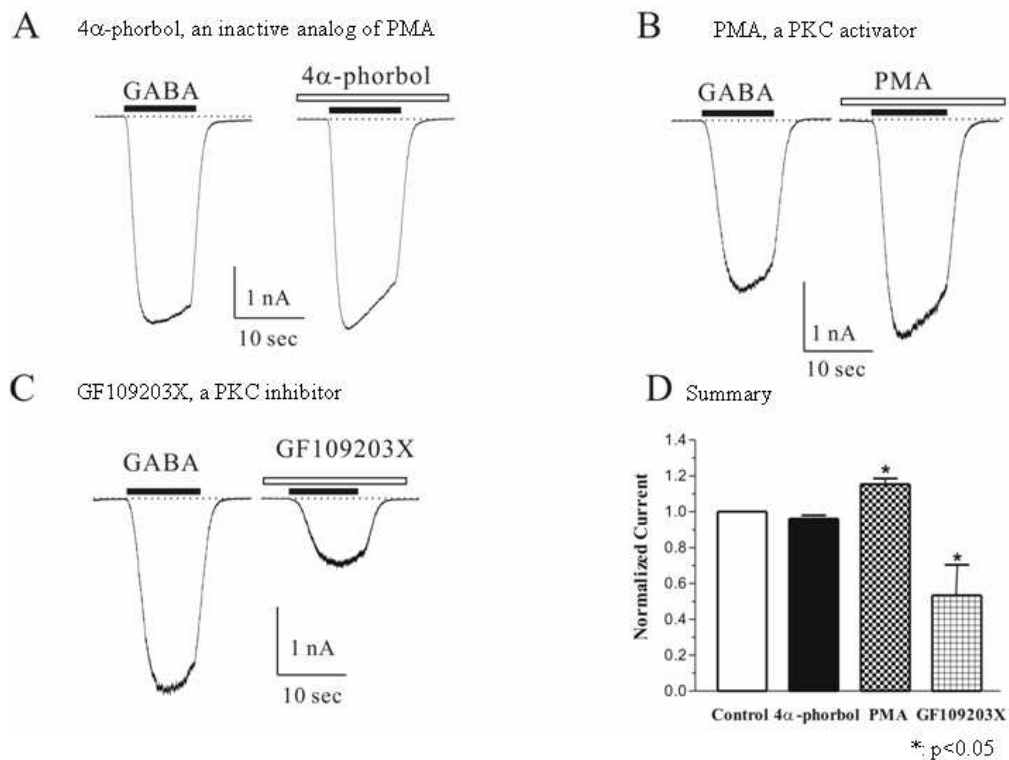 A 4α-phorbol, an inactive analog of PMA
GABA
4α-phorbol
1 nA
10 sec
B PMA, a PKC activator
GABA
PMA
1 nA
10 sec
C GF109203X, a PKC inhibitor
GABA
GF109203X
1 nA
10 sec
D Summary
Normalized Current
1.4
1.2
1.0
0.8
0.6
0.4
0.2
0.0
*
*
Control 4α-phorbol PMA GF109203X
*: p<0.05